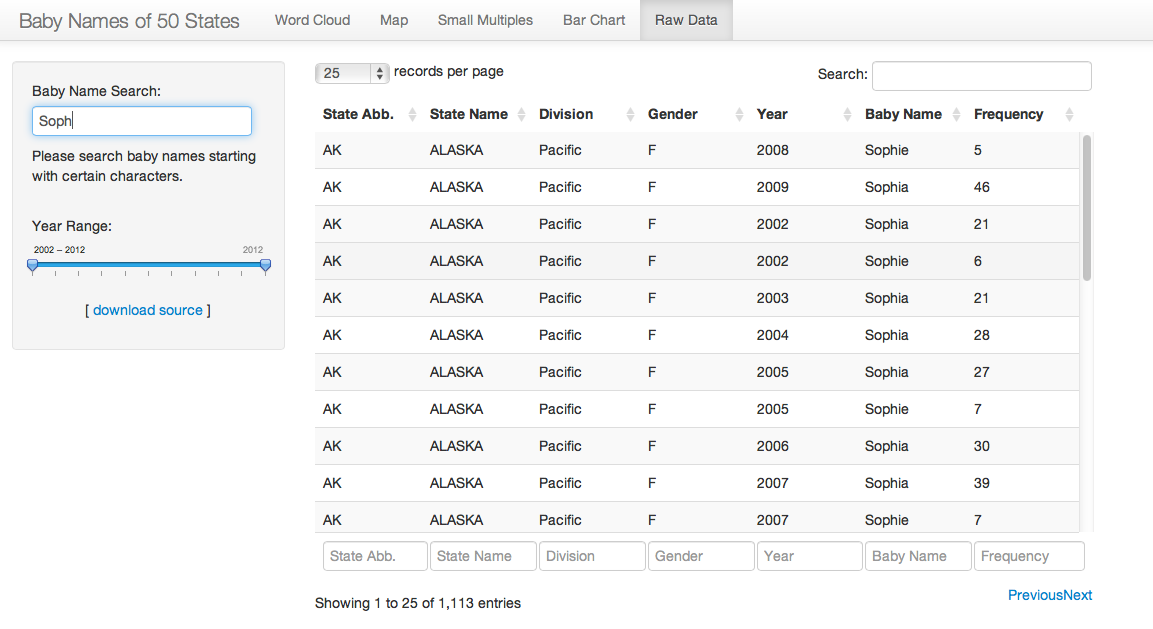 Baby Names of 50 States Word Cloud Map Small Multiples Bar Chart Raw Data
Baby Name Search:
Soph
Please search baby names starting
with certain characters.
Year Range:
2002 – 2012 2012
[ download source ]
25 records per page Search:
State Abb. State Name Division Gender Year Baby Name Frequency
AK ALASKA Pacific F 2008 Sophie 5
AK ALASKA Pacific F 2009 Sophia 46
AK ALASKA Pacific F 2002 Sophia 21
AK ALASKA Pacific F 2002 Sophie 6
AK ALASKA Pacific F 2003 Sophia 21
AK ALASKA Pacific F 2004 Sophia 28
AK ALASKA Pacific F 2005 Sophia 27
AK ALASKA Pacific F 2005 Sophie 7
AK ALASKA Pacific F 2006 Sophia 30
AK ALASKA Pacific F 2007 Sophia 39
AK ALASKA Pacific F 2007 Sophie 7
State Abb. State Name Division Gender Year Baby Name Frequency
Showing 1 to 25 of 1,113 entries
PreviousNext